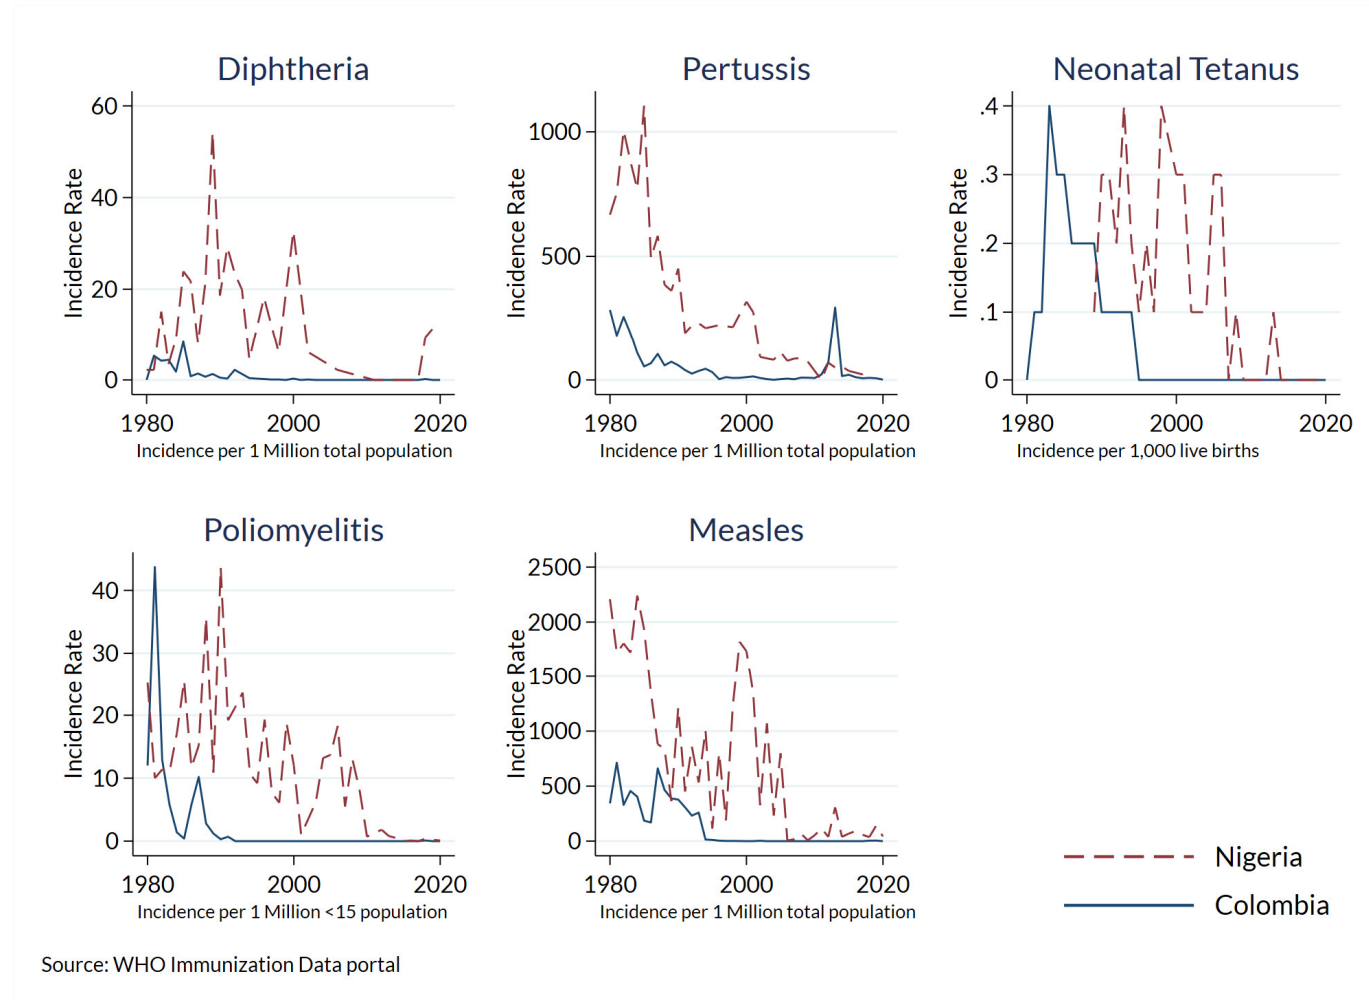 Diphtheria
60
40
20
0
Incidence Rate
1980 2000 2020
Incidence per 1 Million total population
Pertussis
1000
500
0
Incidence Rate
1980 2000 2020
Incidence per 1 Million total population
Neonatal Tetanus
.4
.3
.2
.1
0
Incidence Rate
1980 2000 2020
Incidence per 1,000 live births
Poliomyelitis
40
30
20
10
0
Incidence Rate
1980 2000 2020
Incidence per 1 Million <15 population
Measles
2500
2000
1500
1000
500
0
Incidence Rate
1980 2000 2020
Incidence per 1 Million total population
Nigeria
Colombia
Source: WHO Immunization Data portal